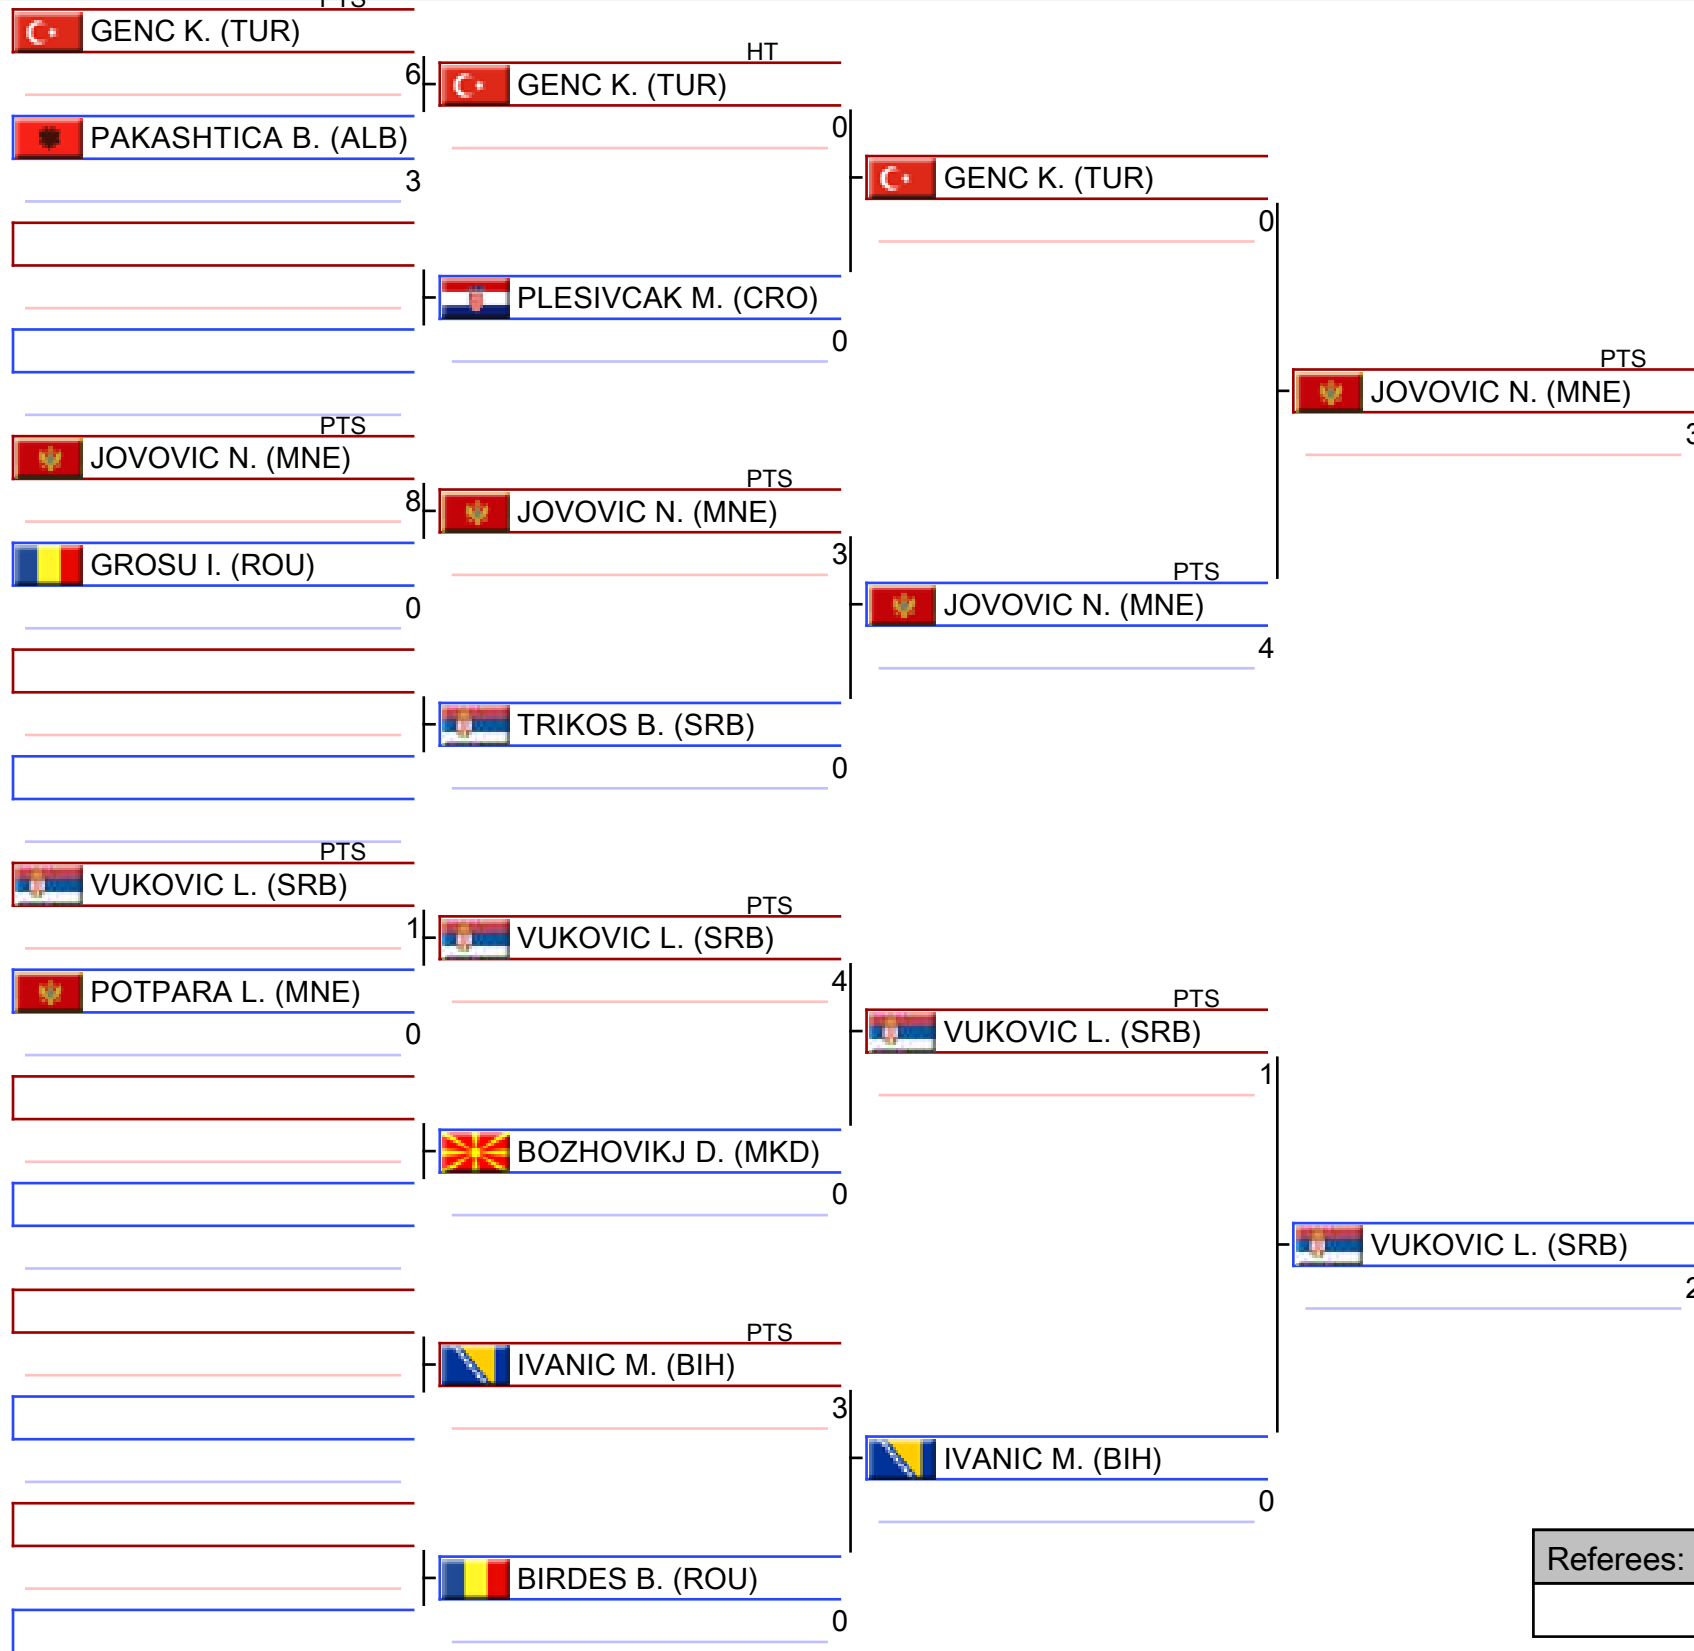 PTS
GENC K. (TUR)
6
PAKASHTICA B. (ALB)
3
PTS
JOVOVIC N. (MNE)
8
GROSU I. (ROU)
0
PTS
VUKOVIC L. (SRB)
1
POTPARA L. (MNE)
0
HT
GENC K. (TUR)
0
PLESIVCAK M. (CRO)
0
PTS
JOVOVIC N. (MNE)
3
TRIKOS B. (SRB)
0
PTS
VUKOVIC L. (SRB)
4
BOZHOVIKJ D. (MKD)
0
PTS
IVANIC M. (BIH)
3
BIRDES B. (ROU)
0
GENC K. (TUR)
0
PTS
JOVOVIC N. (MNE)
4
PTS
VUKOVIC L. (SRB)
1
IVANIC M. (BIH)
0
PTS
JOVOVIC N. (MNE)
3
VUKOVIC L. (SRB)
2
Referees: